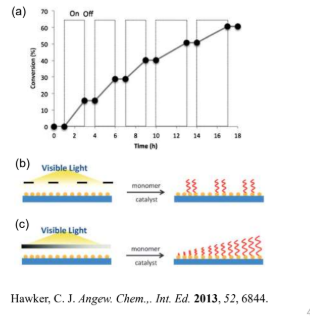 (a)
On Off
70
60
50
40
30
20
10
0
Conversion (%)
0 2 4 6 8 10 12 14 16 18
Time (h)
(b)
Visible Light
monomer
catalyst
(c)
Visible Light
monomer
catalyst
Hawker, C. J. Angew. Chem.,. Int. Ed. 2013, 52, 6844.
4